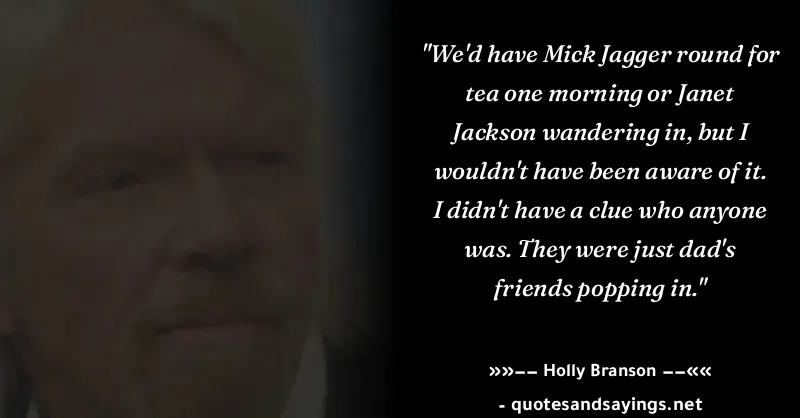 "We'd have Mick Jagger round for
tea one morning or Janet
Jackson wandering in, but I
wouldn't have been aware of it.
I didn't have a clue who anyone
was. They were just dad's
friends popping in."
»»−− Holly Branson −−««
- quotesandsayings.net